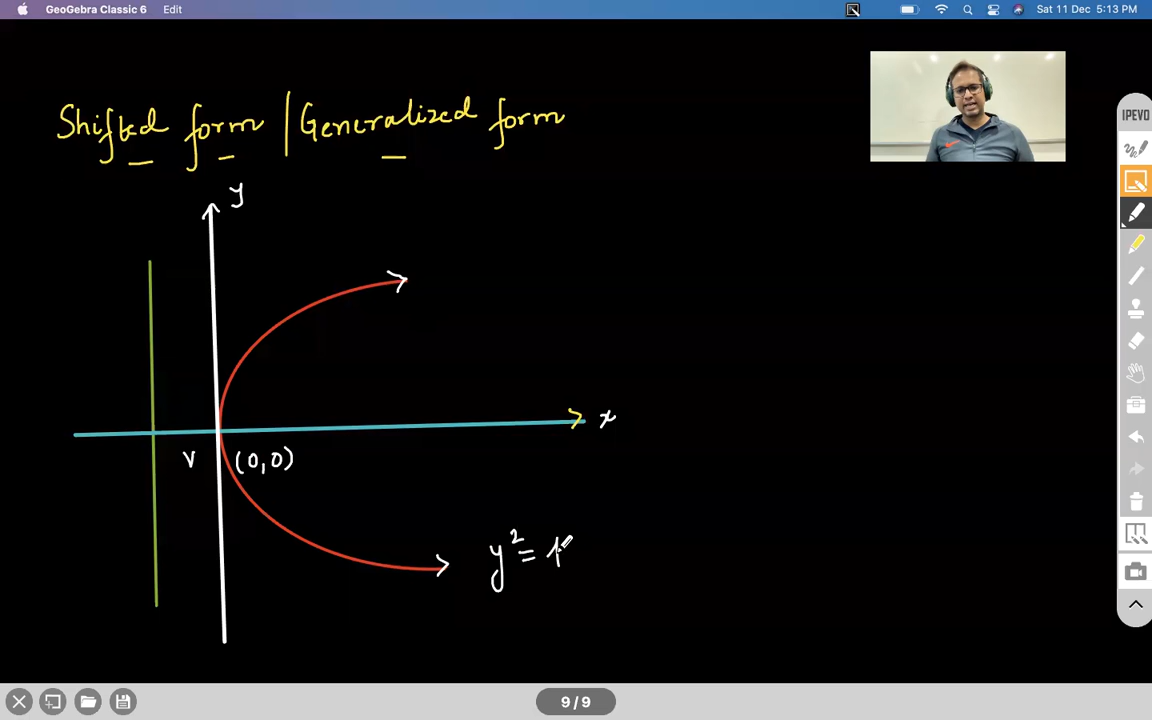 GeoGebra Classic 6 Edit Sat 11 Dec 5:13 PM
IPEVO
Shifted form | Generalized form
y
x
V (0,0)
y² =
9 / 9